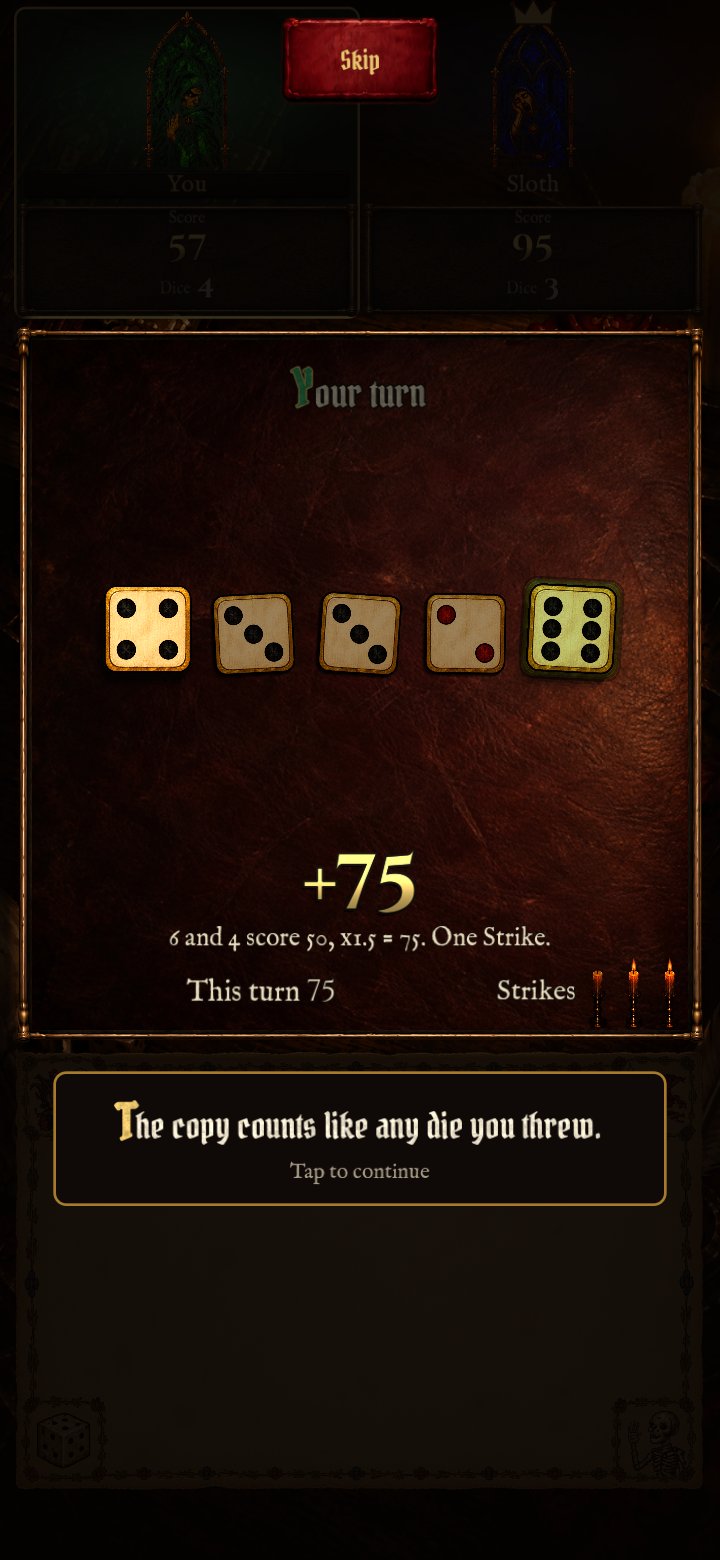 Skip
You
Sloth
Score
57
Dice 4
Score
95
Dice 3
Your turn
+75
6 and 4 score 50, x1.5 = 75. One Strike.
This turn 75
Strikes
The copy counts like any die you threw.
Tap to continue